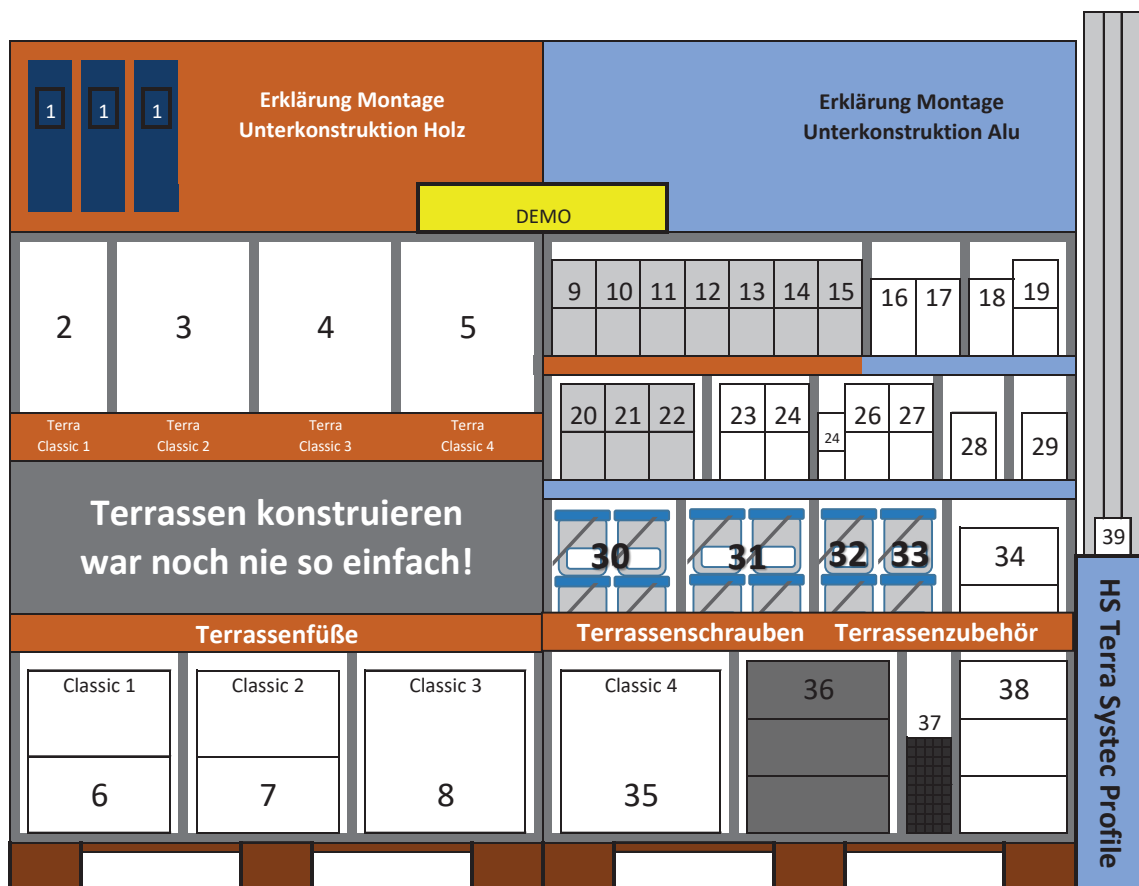 1 1 1
Erklärung Montage
Unterkonstruktion Holz
Erklärung Montage
Unterkonstruktion Alu
DEMO
2 3 4 5
Terra
Classic 1
Terra
Classic 2
Terra
Classic 3
Terra
Classic 4
9 10 11 12 13 14 15 16 17 18 19
20 21 22 23 24 24 26 27 28 29
Terrassen konstruieren
war noch nie so einfach!
30 31 32 33 34
39
Terrassenfüße
Terrassenschrauben Terrassenzubehör
Classic 1
6
Classic 2
7
Classic 3
8
Classic 4
35
36
37
38
HS Terra Systec Profile